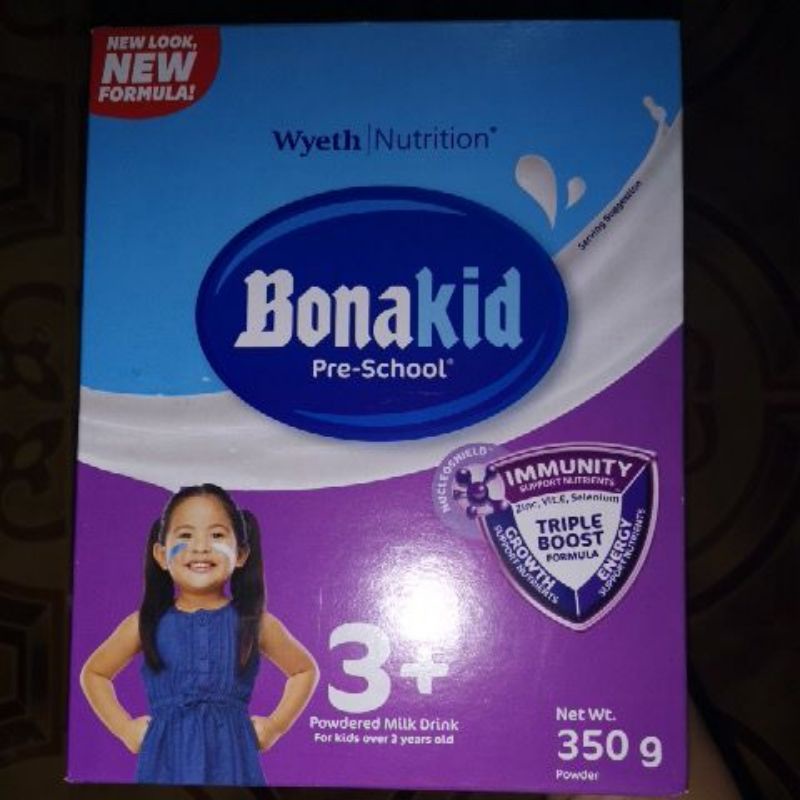 NEW LOOK,
NEW
FORMULA!
Wyeth|Nutrition®
Serving Suggestion
Bonakid
Pre-School®
NUCLEOSHIELD
IMMUNITY
SUPPORT NUTRIENTS
Zinc, Vit.E, Selenium
TRIPLE
BOOST
FORMULA
GROWTH
SUPPORT NUTRIENTS
ENERGY
SUPPORT NUTRIENTS
3+
Powdered Milk Drink
For kids over 3 years old
Net Wt.
350 g
Powder